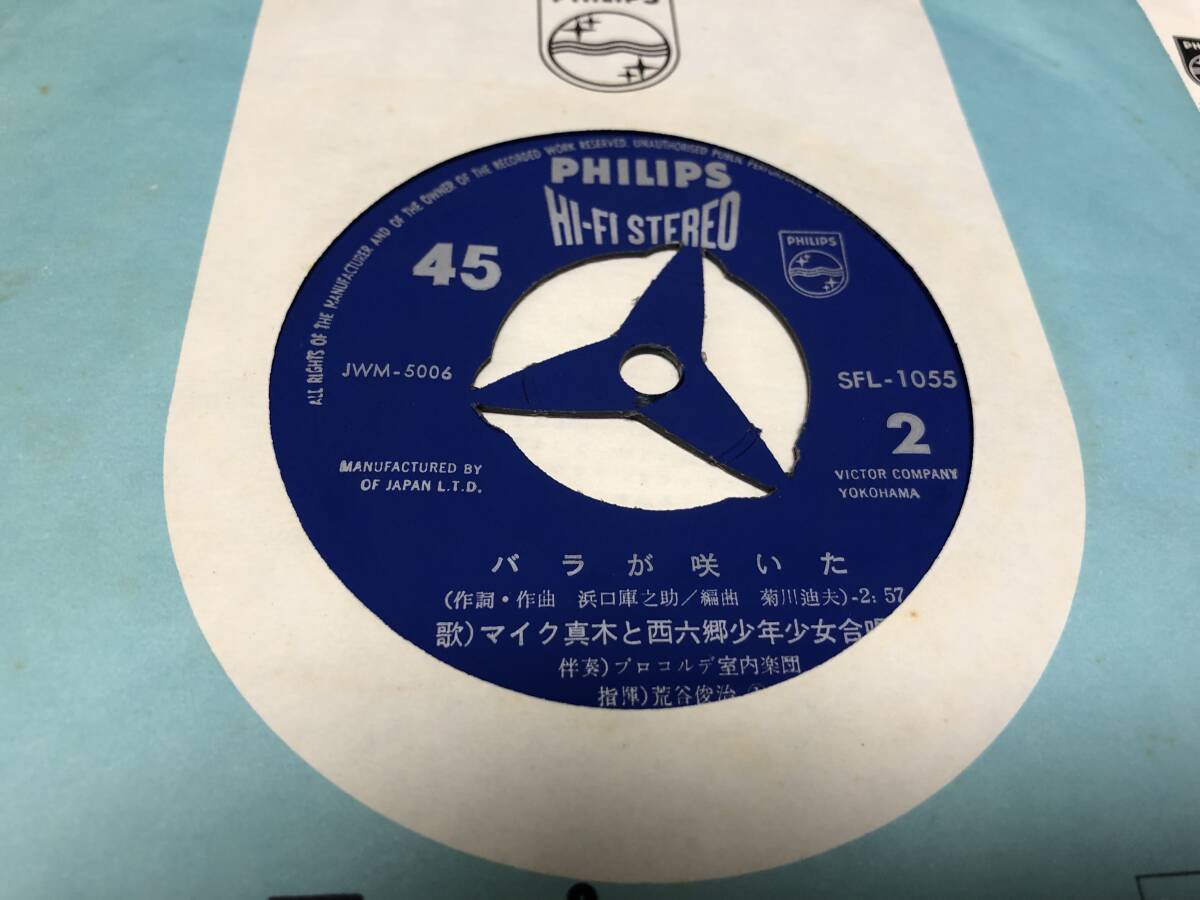 PHILIPS
ALL RIGHTS OF THE MANUFACTURER AND OF THE OWNER OF THE RECORDED WORK RESERVED. UNAUTHORISED PUBLIC
PHILIPS
HI-FI STEREO
45
PHILIPS
JWM-5006
SFL-1055
2
MANUFACTURED BY
OF JAPAN L.T.D.
VICTOR COMPANY
YOKOHAMA
バラが咲いた
(作詞・作曲 浜口庫之助/編曲 菊川迪夫)-2:57
歌)マイク真木と西六郷少年少女合唱
伴奏)プロコルデ室内楽団
指揮)荒谷俊治